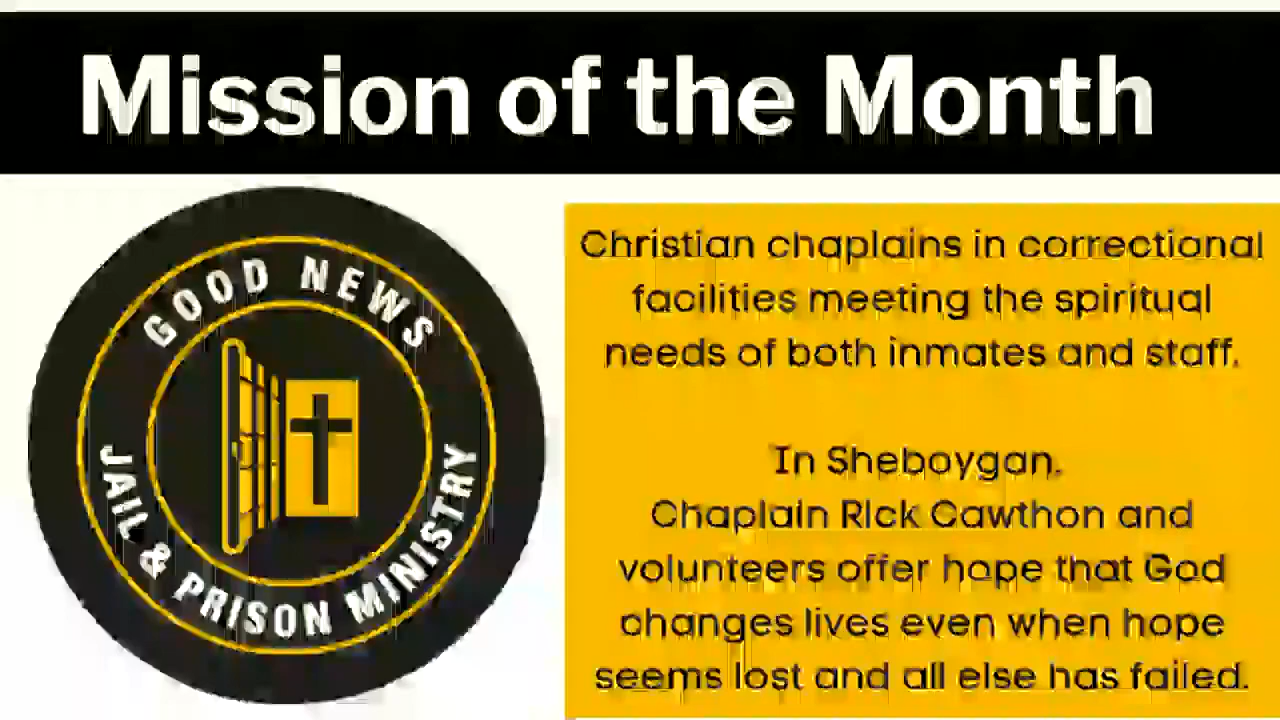 Mission of the Month
GOOD NEWS
JAIL & PRISON MINISTRY
Christian chaplains in correctional
facilities meeting the spiritual
needs of both inmates and staff.
In Sheboygan,
Chaplain Rick Cawthon and
volunteers offer hope that God
changes lives even when hope
seems lost and all else has failed.